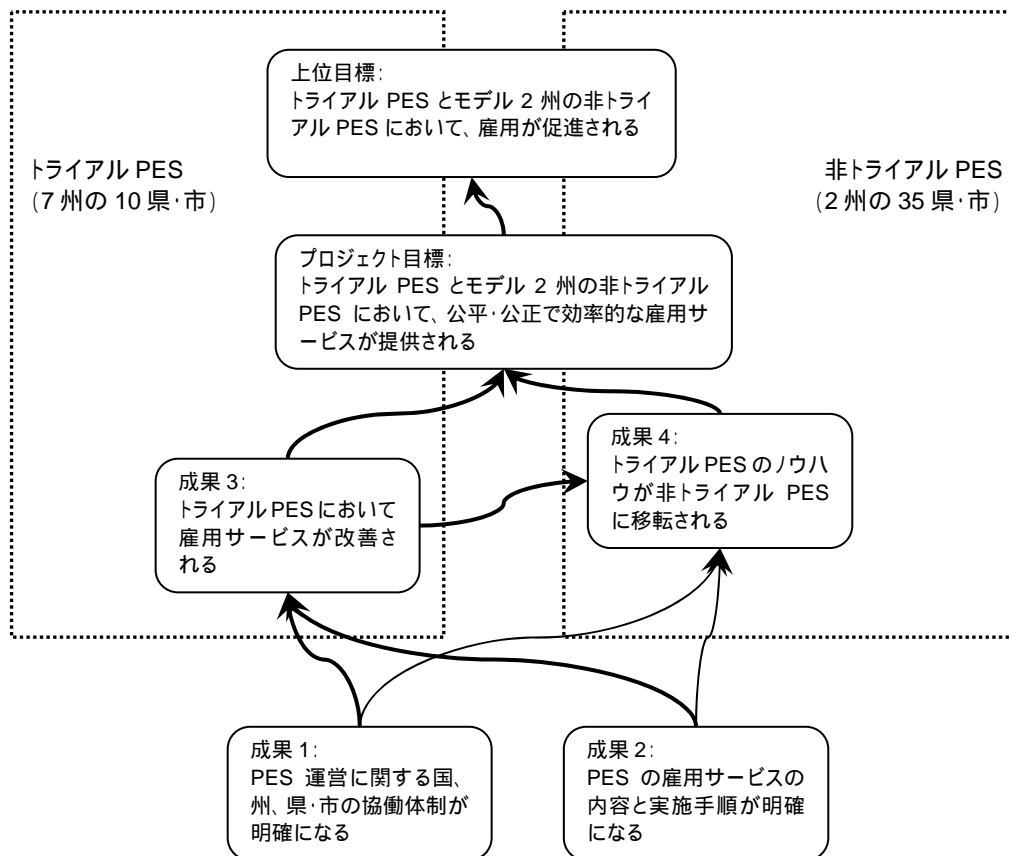 上位目標:
トライアル PES とモデル 2 州の非トライ
アル PES において、雇用が促進される
トライアル PES
(7 州の 10 県・市)
非トライアル PES
(2 州の 35 県・市)
プロジェクト目標:
トライアル PES とモデル 2 州の非トライアル
PES において、公平・公正で効率的な雇用サ
ービスが提供される
成果 3:
トライアル PES において
雇用サービスが改善さ
れる
成果 4:
トライアル PES のノウハ
ウが非トライアル PES
に移転される
成果 1:
PES 運営に関する国、
州、県・市の協働体制が
明確になる
成果 2:
PES の雇用サービスの
内容と実施手順が明確
になる